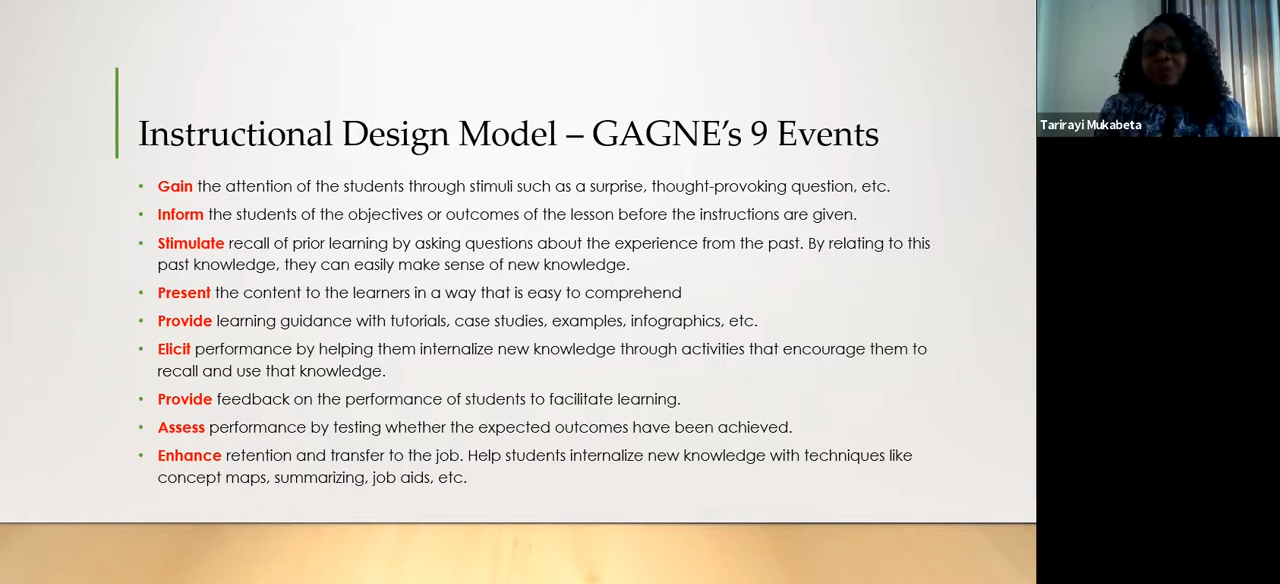 Instructional Design Model – GAGNE’s 9 Events
• Gain the attention of the students through stimuli such as a surprise, thought-provoking question, etc.
• Inform the students of the objectives or outcomes of the lesson before the instructions are given.
• Stimulate recall of prior learning by asking questions about the experience from the past. By relating to this
past knowledge, they can easily make sense of new knowledge.
• Present the content to the learners in a way that is easy to comprehend
• Provide learning guidance with tutorials, case studies, examples, infographics, etc.
• Elicit performance by helping them internalize new knowledge through activities that encourage them to
recall and use that knowledge.
• Provide feedback on the performance of students to facilitate learning.
• Assess performance by testing whether the expected outcomes have been achieved.
• Enhance retention and transfer to the job. Help students internalize new knowledge with techniques like
concept maps, summarizing, job aids, etc.
Tarirayi Mukabeta